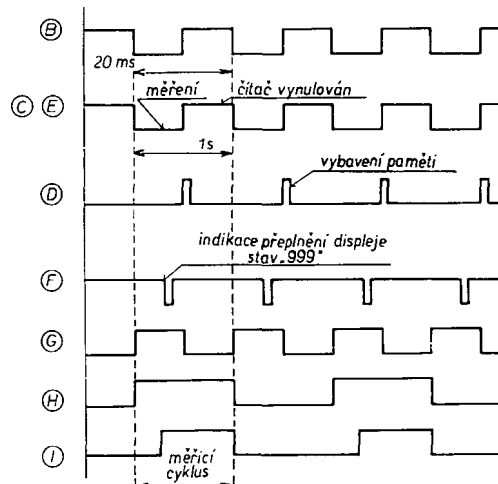 B
20 ms
měření
čítač vynulován
C E
1s
vybavení paměti
D
indikace přeplnění displeje
stav „999"
F
G
H
I
měřicí
cyklus